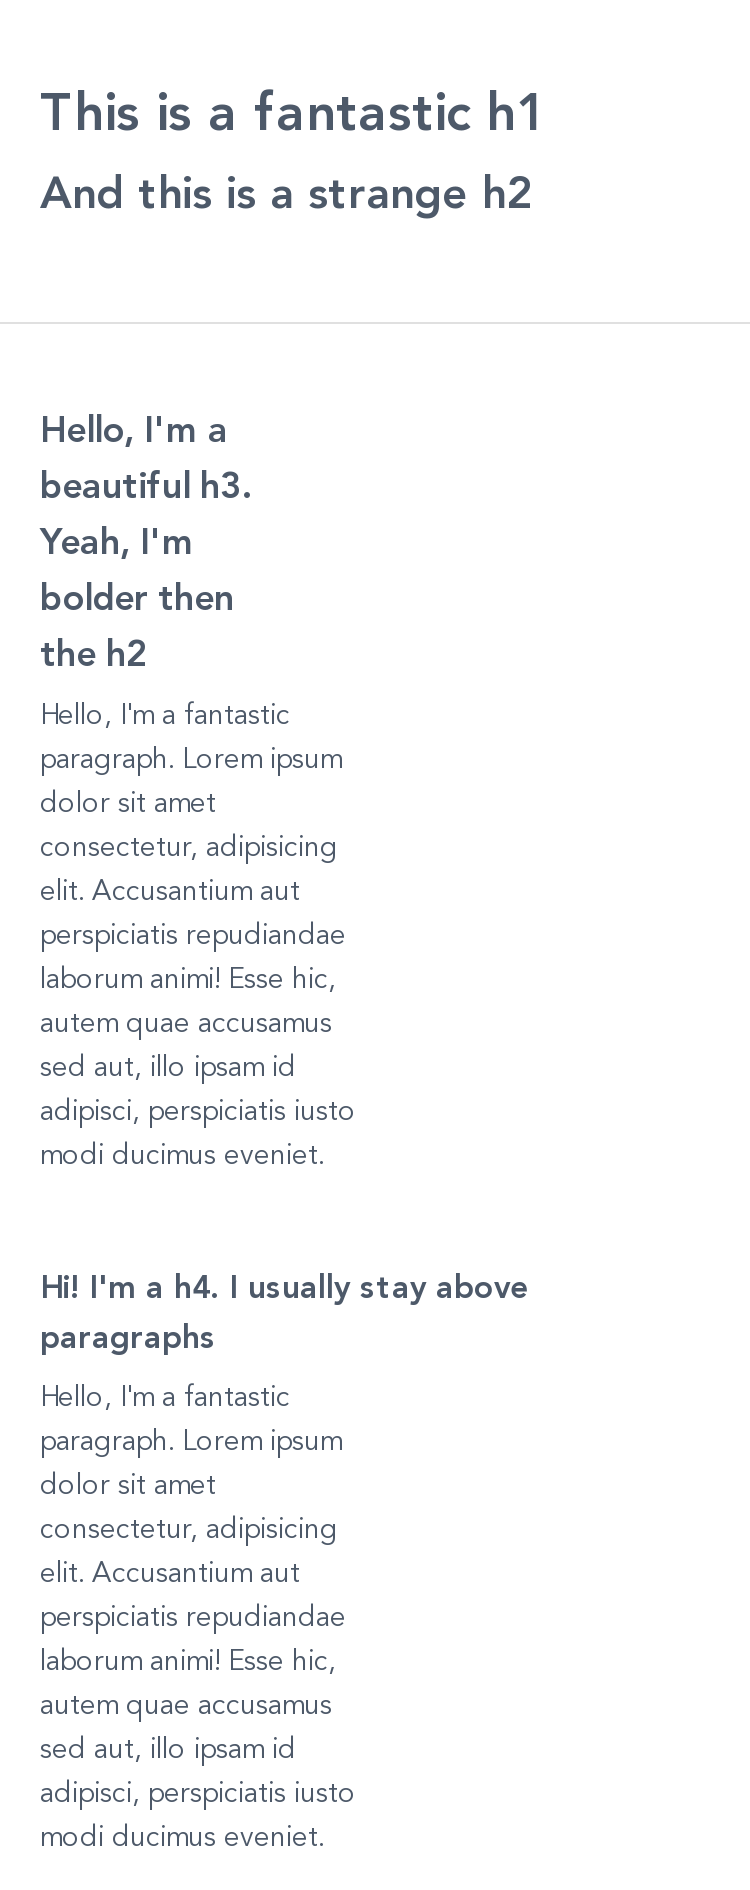 This is a fantastic h1
And this is a strange h2
Hello, I'm a
beautiful h3.
Yeah, I'm
bolder then
the h2
Hello, I'm a fantastic
paragraph. Lorem ipsum
dolor sit amet
consectetur, adipisicing
elit. Accusantium aut
perspiciatis repudiandae
laborum animi! Esse hic,
autem quae accusamus
sed aut, illo ipsam id
adipisci, perspiciatis iusto
modi ducimus eveniet.
Hi! I'm a h4. I usually stay above
paragraphs
Hello, I'm a fantastic
paragraph. Lorem ipsum
dolor sit amet
consectetur, adipisicing
elit. Accusantium aut
perspiciatis repudiandae
laborum animi! Esse hic,
autem quae accusamus
sed aut, illo ipsam id
adipisci, perspiciatis iusto
modi ducimus eveniet.